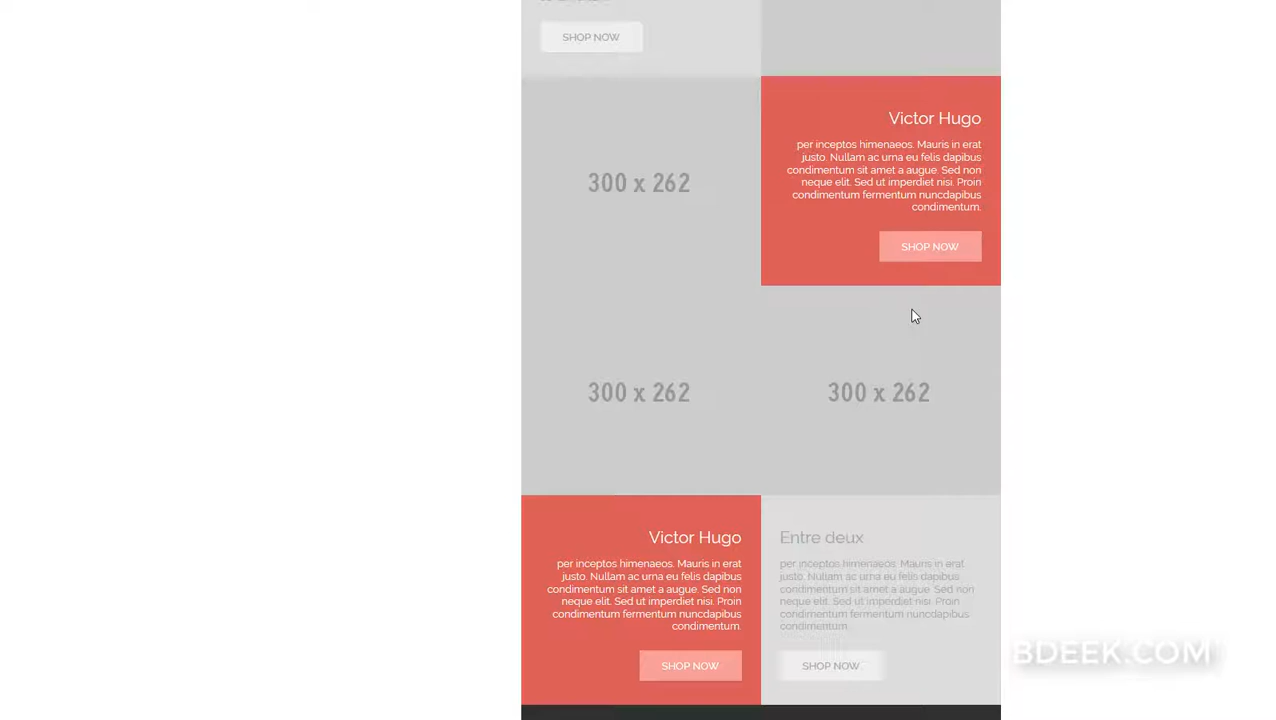 SHOP NOW
300 x 262
Victor Hugo
per inceptos himenaeos. Mauris in erat
justo. Nullam ac urna eu felis dapibus
condimentum sit amet a augue. Sed non
neque elit. Sed ut imperdiet nisi. Proin
condimentum fermentum nuncdapibus
condimentum.
SHOP NOW
300 x 262
300 x 262
Victor Hugo
per inceptos himenaeos. Mauris in erat
justo. Nullam ac urna eu felis dapibus
condimentum sit amet a augue. Sed non
neque elit. Sed ut imperdiet nisi. Proin
condimentum fermentum nuncdapibus
condimentum.
SHOP NOW
Entre deux
per inceptos himenaeos. Mauris in erat
justo. Nullam ac urna eu felis dapibus
condimentum sit amet a augue. Sed non
neque elit. Sed ut imperdiet nisi. Proin
condimentum fermentum nuncdapibus
condimentum.
SHOP NOW
BDEEK.COM